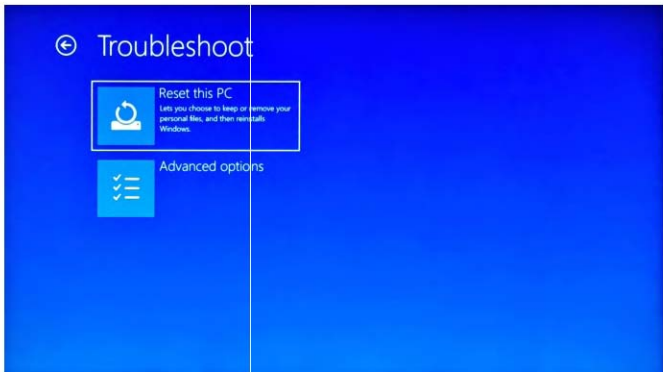 Troubleshoot
Reset this PC
Lets you choose to keep or remove your
personal files, and then reinstalls
Windows.
Advanced options